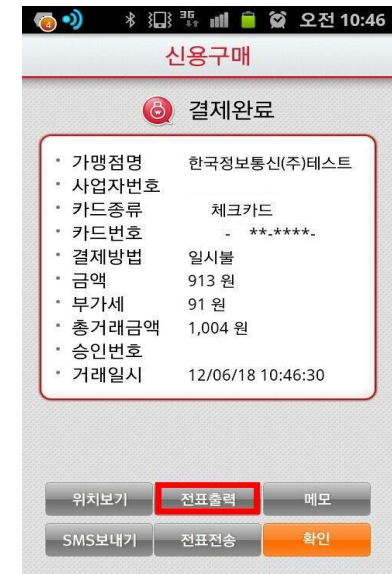 오전 10:46
신용구매
결제완료
가맹점명 한국정보통신(주)테스트
사업자번호
카드종류 체크카드
카드번호 - **-****-
결제방법 일시불
금액 913 원
부가세 91 원
총거래금액 1,004 원
승인번호
거래일시 12/06/18 10:46:30
위치보기 전표출력 메모
SMS보내기 전표전송 확인